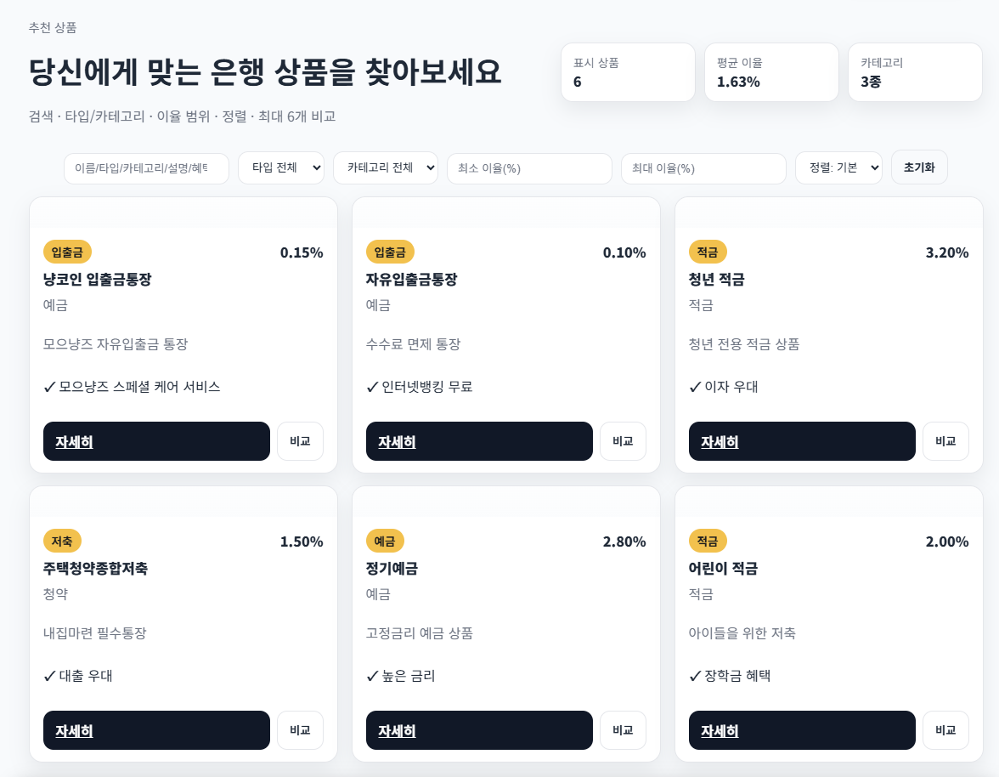 추천 상품
당신에게 맞는 은행 상품을 찾아보세요
검색 · 타입/카테고리 · 이율 범위 · 정렬 · 최대 6개 비교
표시 상품
6
평균 이율
1.63%
카테고리
3종
이름/타입/카테고리/설명/혜택
타입 전체
카테고리 전체
최소 이율(%)
최대 이율(%)
정렬: 기본
초기화
입출금
0.15%
냥코인 입출금통장
예금
모으냥즈 자유입출금 통장
✓ 모으냥즈 스페셜 케어 서비스
자세히
비교
입출금
0.10%
자유입출금통장
예금
수수료 면제 통장
✓ 인터넷뱅킹 무료
자세히
비교
적금
3.20%
청년 적금
적금
청년 전용 적금 상품
✓ 이자 우대
자세히
비교
저축
1.50%
주택청약종합저축
청약
내집마련 필수통장
✓ 대출 우대
자세히
비교
예금
2.80%
정기예금
예금
고정금리 예금 상품
✓ 높은 금리
자세히
비교
적금
2.00%
어린이 적금
적금
아이들을 위한 저축
✓ 장학금 혜택
자세히
비교